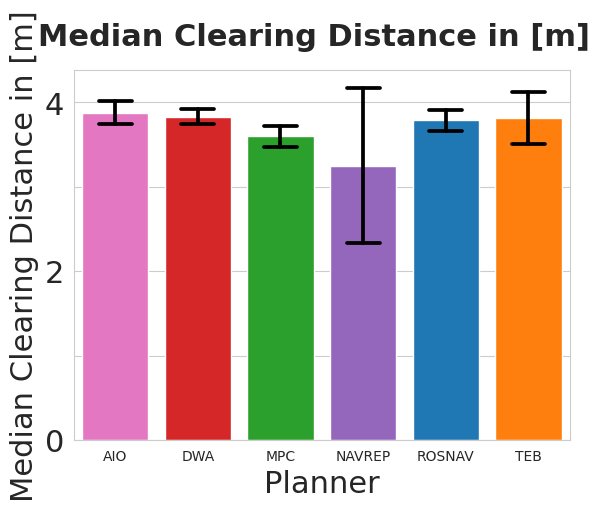 Median Clearing Distance in [m]
Median Clearing Distance in [m]
4
2
0
AIO DWA MPC NAVREP ROSNAV TEB
Planner